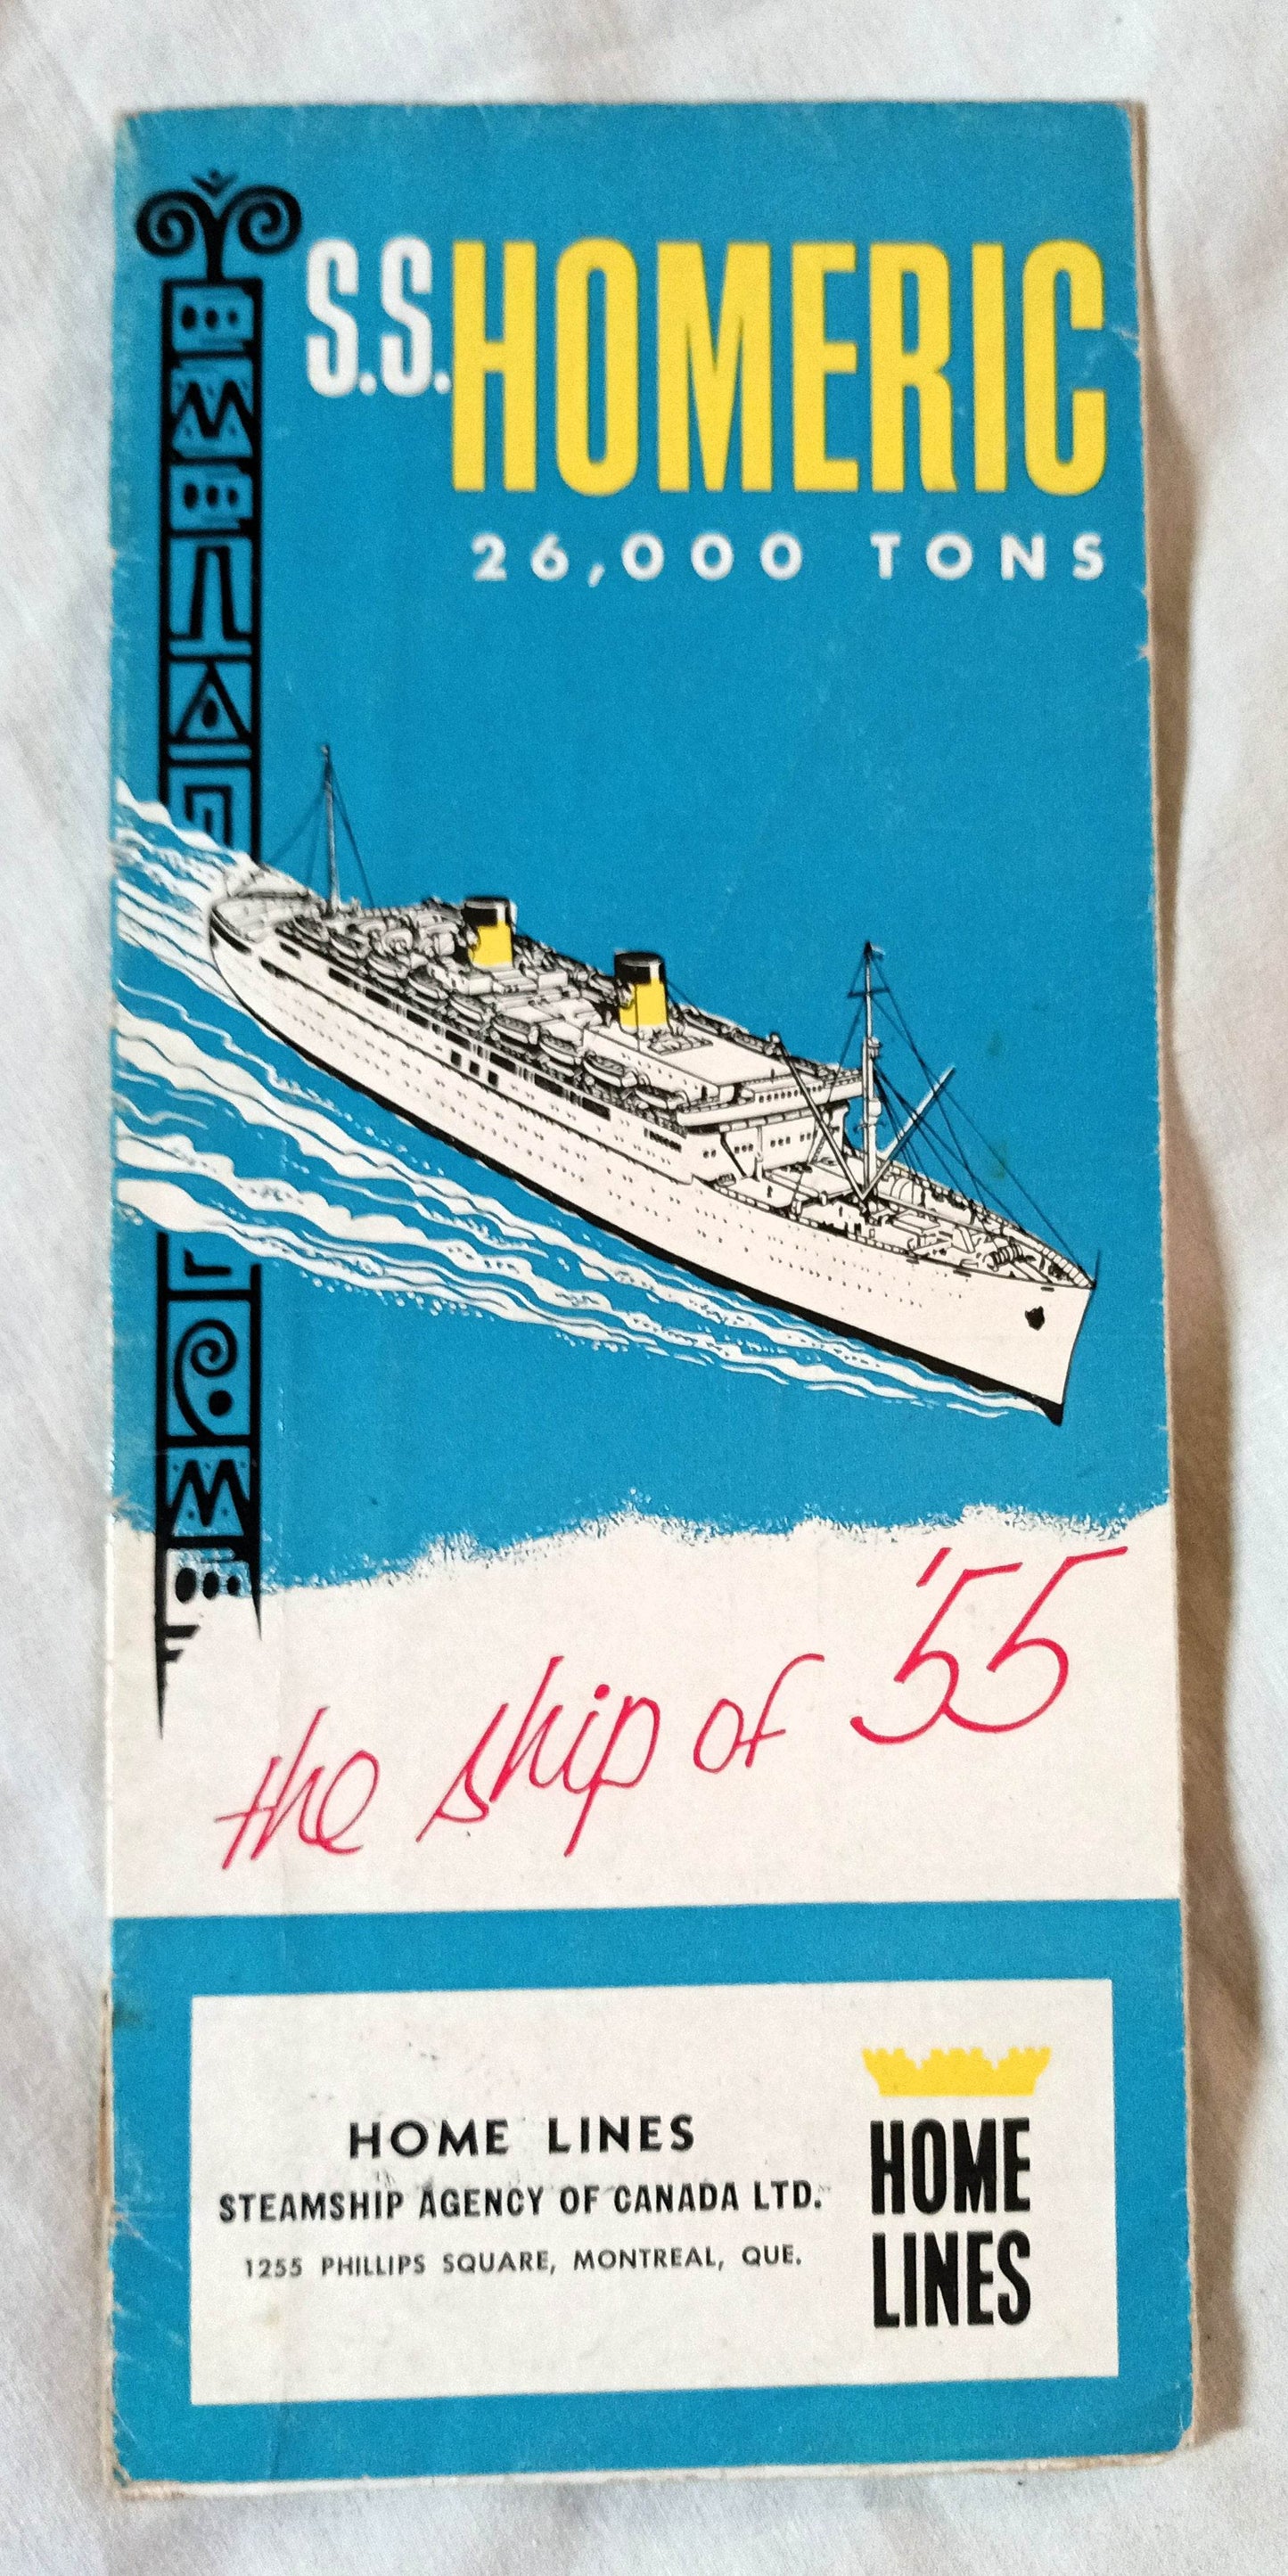 S.S. HOMERIC
26,000 TONS
the ship of '55
HOME LINES
STEAMSHIP AGENCY OF CANADA LTD.
1255 PHILLIPS SQUARE, MONTREAL, QUE.
HOME
LINES